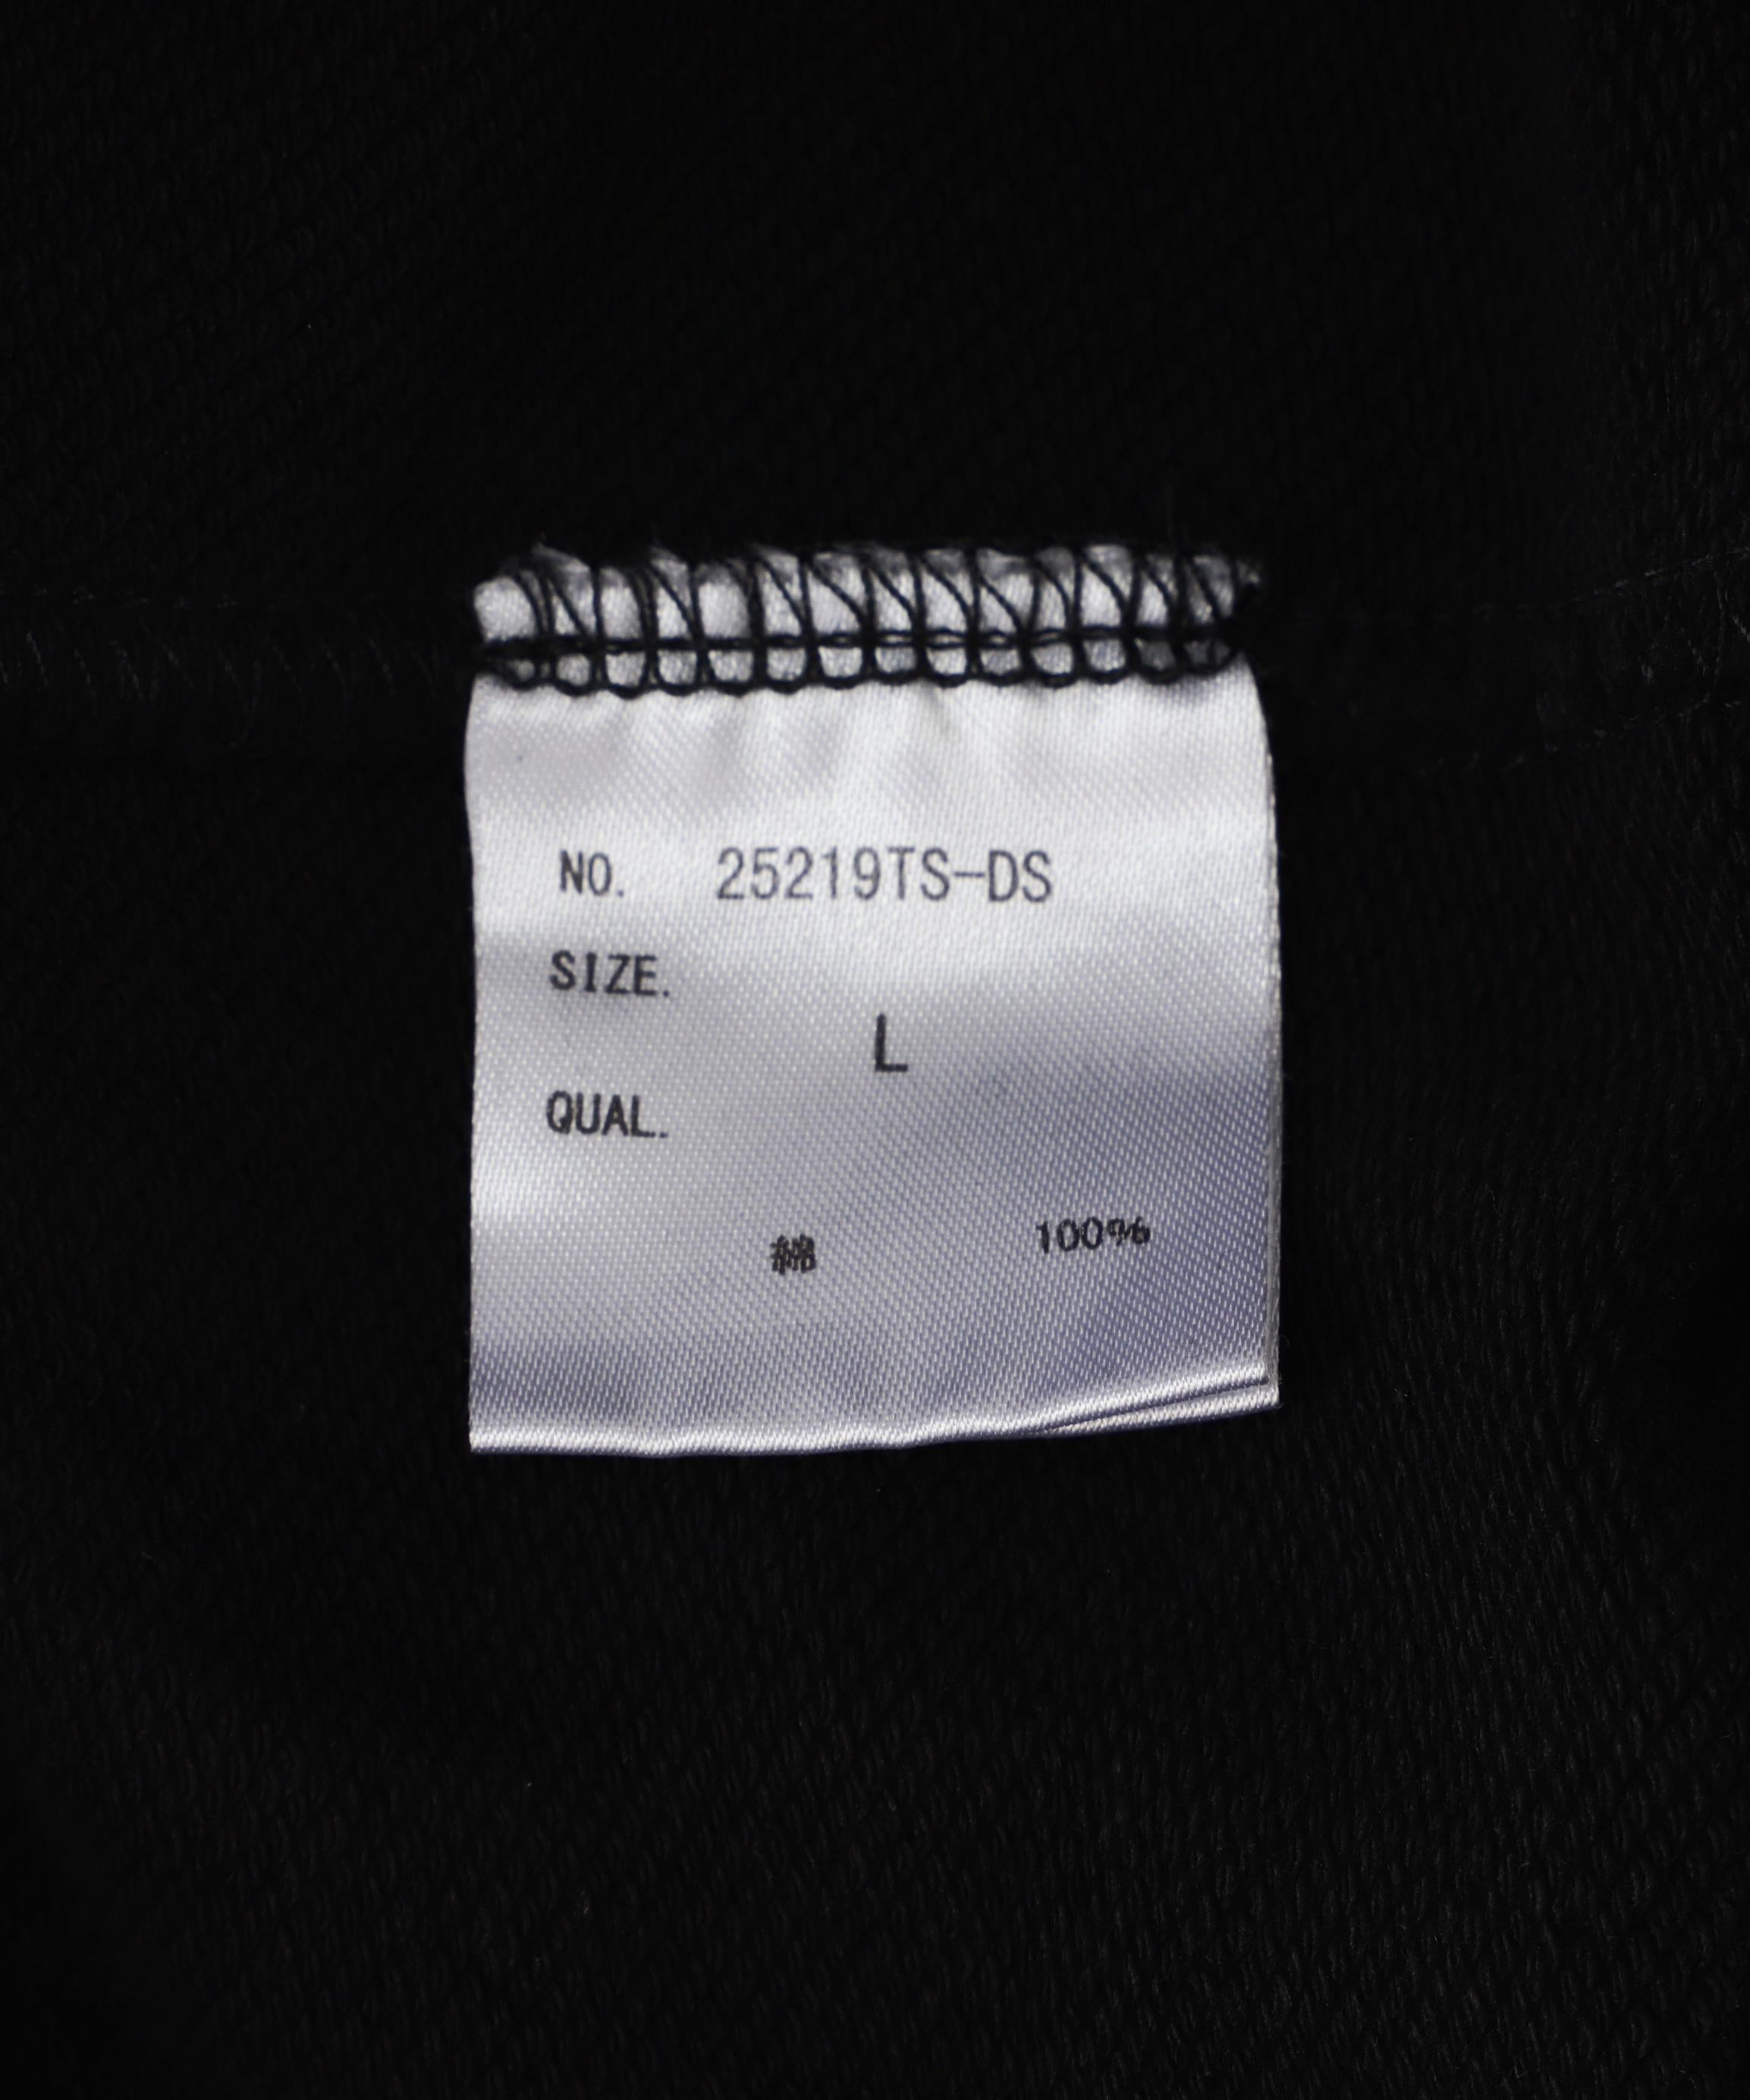 NO. 25219TS-DS
SIZE.
L
QUAL.
綿 100%